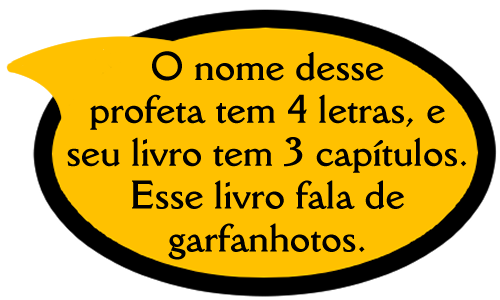 O nome desse
profeta tem 4 letras, e
seu livro tem 3 capítulos.
Esse livro fala de
garfanhotos.